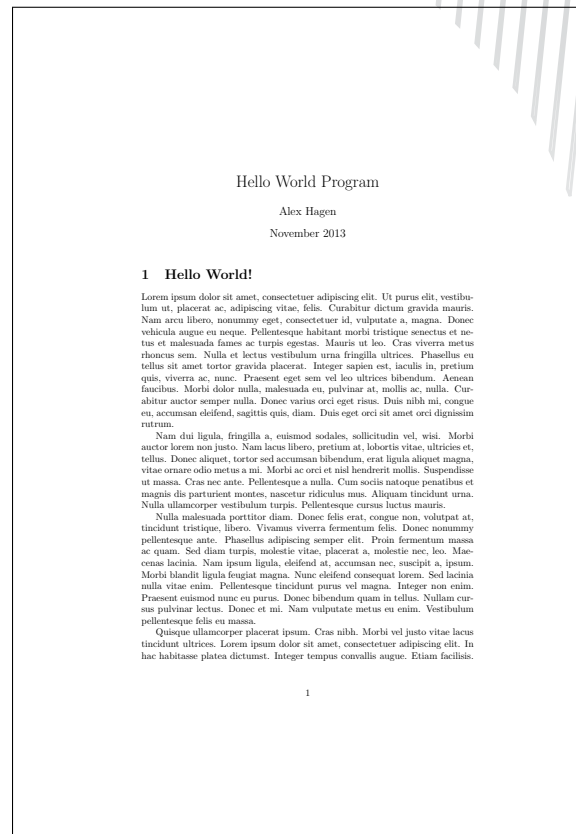 Hello World Program
Alex Hagen
November 2013
1 Hello World!
Lorem ipsum dolor sit amet, consectetuer adipiscing elit. Ut purus elit, vestibu-
lum ut, placerat ac, adipiscing vitae, felis. Curabitur dictum gravida mauris.
Nam arcu libero, nonummy eget, consectetuer id, vulputate a, magna. Donec
vehicula augue eu neque. Pellentesque habitant morbi tristique senectus et ne-
tus et malesuada fames ac turpis egestas. Mauris ut leo. Cras viverra metus
rhoncus sem. Nulla et lectus vestibulum urna fringilla ultrices. Phasellus eu
tellus sit amet tortor gravida placerat. Integer sapien est, iaculis in, pretium
quis, viverra ac, nunc. Praesent eget sem vel leo ultrices bibendum. Aenean
faucibus. Morbi dolor nulla, malesuada eu, pulvinar at, mollis ac, nulla. Cur-
abitur auctor semper nulla. Donec varius orci eget risus. Duis nibh mi, congue
eu, accumsan eleifend, sagittis quis, diam. Duis eget orci sit amet orci dignissim
rutrum.
Nam dui ligula, fringilla a, euismod sodales, sollicitudin vel, wisi. Morbi
auctor lorem non justo. Nam lacus libero, pretium at, lobortis vitae, ultricies et,
tellus. Donec aliquet, tortor sed accumsan bibendum, erat ligula aliquet magna,
vitae ornare odio metus a mi. Morbi ac orci et nisl hendrerit mollis. Suspendisse
ut massa. Cras nec ante. Pellentesque a nulla. Cum sociis natoque penatibus et
magnis dis parturient montes, nascetur ridiculus mus. Aliquam tincidunt urna.
Nulla ullamcorper vestibulum turpis. Pellentesque cursus luctus mauris.
Nulla malesuada porttitor diam. Donec felis erat, congue non, volutpat at,
tincidunt tristique, libero. Vivamus viverra fermentum felis. Donec nonummy
pellentesque ante. Phasellus adipiscing semper elit. Proin fermentum massa
ac quam. Sed diam turpis, molestie vitae, placerat a, molestie nec, leo. Mae-
cenas lacinia. Nam ipsum ligula, eleifend at, accumsan nec, suscipit a, ipsum.
Morbi blandit ligula feugiat magna. Nunc eleifend consequat lorem. Sed lacinia
nulla vitae enim. Pellentesque tincidunt purus vel magna. Integer non enim.
Praesent euismod nunc eu purus. Donec bibendum quam in tellus. Nullam cur-
sus pulvinar lectus. Donec et mi. Nam vulputate metus eu enim. Vestibulum
pellentesque felis eu massa.
Quisque ullamcorper placerat ipsum. Cras nibh. Morbi vel justo vitae lacus
tincidunt ultrices. Lorem ipsum dolor sit amet, consectetuer adipiscing elit. In
hac habitasse platea dictumst. Integer tempus convallis augue. Etiam facilisis.
1